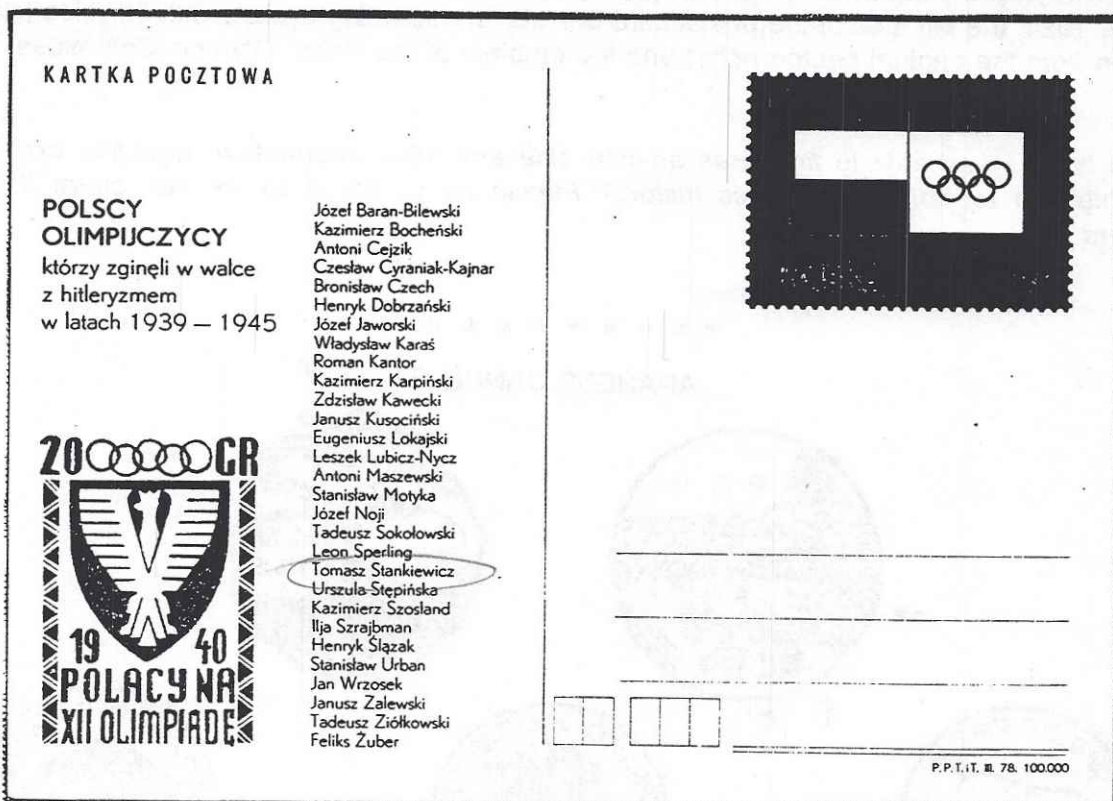 KARTKA POCZTOWA
POLSCY
OLIMPIJCZYCY
którzy zginęli w walce
z hitleryzmem
w latach 1939 – 1945
Józef Baran-Bilewski
Kazimierz Bocheński
Antoni Cejzik
Czesław Cyraniak-Kajnar
Bronisław Czech
Henryk Dobrzański
Józef Jaworski
Władysław Karaś
Roman Kantor
Kazimierz Karpiński
Zdzisław Kawecki
Janusz Kusociński
Eugeniusz Lokajski
Leszek Lubicz-Nycz
Antoni Maszewski
Stanisław Motyka
Józef Noji
Tadeusz Sokołowski
Leon Sperling
Tomasz Stankiewicz
Urszula Stępińska
Kazimierz Szosland
Ilja Szrajbman
Henryk Ślązak
Stanisław Urban
Jan Wrzosek
Janusz Zalewski
Tadeusz Ziółkowski
Feliks Żuber
20 GR
19 40
POLACY NA
XII OLIMPIADĘ
P.P.T.iT. III. 78. 100.000